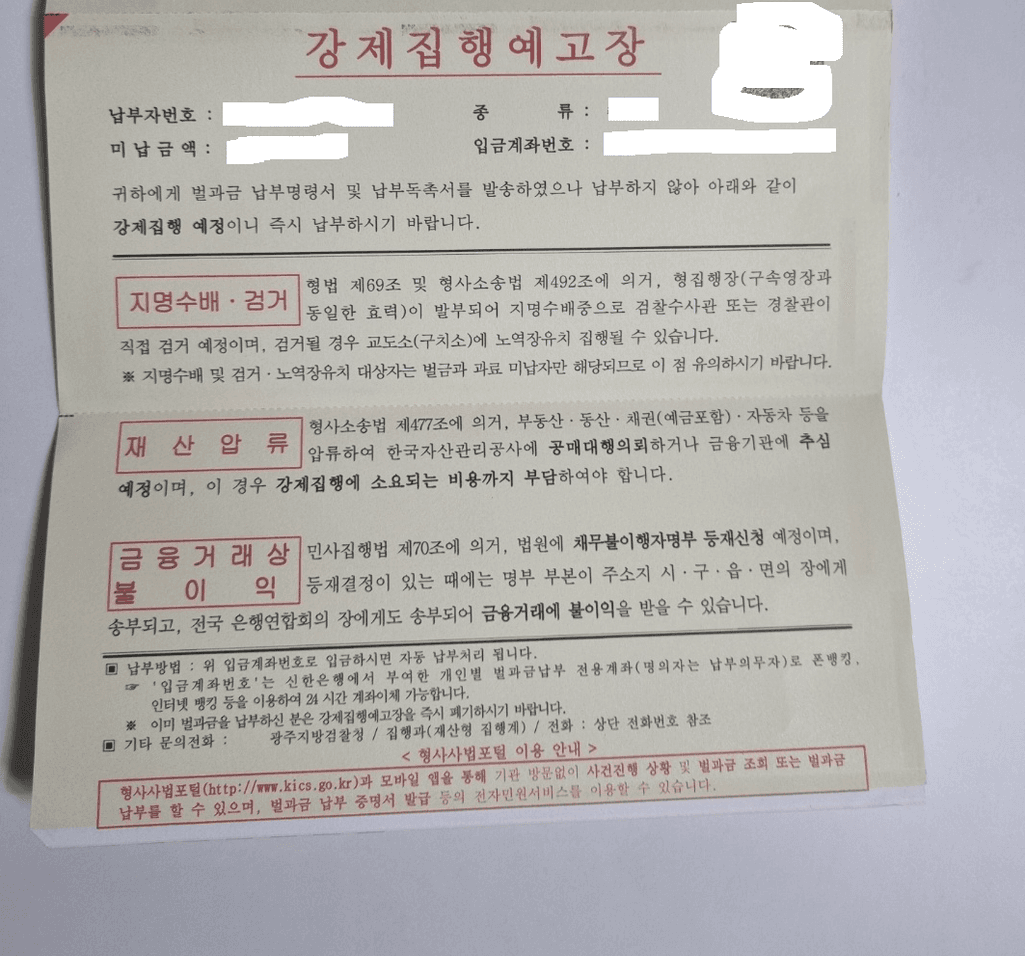 강제집행예고장
납부자번호 :
종 류 :
미납금액 :
입금계좌번호 :
귀하에게 벌과금 납부명령서 및 납부독촉서를 발송하였으나 납부하지 않아 아래와 같이
강제집행 예정이니 즉시 납부하시기 바랍니다.
지명수배·검거
형법 제69조 및 형사소송법 제492조에 의거, 형집행장(구속영장과
동일한 효력)이 발부되어 지명수배중으로 검찰수사관 또는 경찰관이
직접 검거 예정이며, 검거될 경우 교도소(구치소)에 노역장유치 집행될 수 있습니다.
※ 지명수배 및 검거·노역장유치 대상자는 벌금과 과료 미납자만 해당되므로 이 점 유의하시기 바랍니다.
재산압류
형사소송법 제477조에 의거, 부동산·동산·채권(예금포함)·자동차 등을
압류하여 한국자산관리공사에 공매대행의뢰하거나 금융기관에 추심
예정이며, 이 경우 강제집행에 소요되는 비용까지 부담하여야 합니다.
금융거래상
불이익
민사집행법 제70조에 의거, 법원에 채무불이행자명부 등재신청 예정이며,
등재결정이 있는 때에는 명부 부본이 주소지 시·구·읍·면의 장에게
송부되고, 전국 은행연합회의 장에게도 송부되어 금융거래에 불이익을 받을 수 있습니다.
▣ 납부방법 : 위 입금계좌번호로 입금하시면 자동 납부처리 됩니다.
☞ '입금계좌번호'는 신한은행에서 부여한 개인별 벌과금납부 전용계좌(명의자는 납부의무자)로 폰뱅킹,
인터넷 뱅킹 등을 이용하여 24 시간 계좌이체 가능합니다.
※ 이미 벌과금을 납부하신 분은 강제집행예고장을 즉시 폐기하시기 바랍니다.
▣ 기타 문의전화 : 광주지방검찰청 / 집행과(재산형 집행계) / 전화 : 상단 전화번호 참조
< 형사사법포털 이용 안내 >
형사사법포털(http://www.kics.go.kr)과 모바일 앱을 통해 기관 방문없이 사건진행 상황 및 벌과금 조회 또는 벌과금
납부를 할 수 있으며, 벌과금 납부 증명서 발급 등의 전자민원서비스를 이용할 수 있습니다.